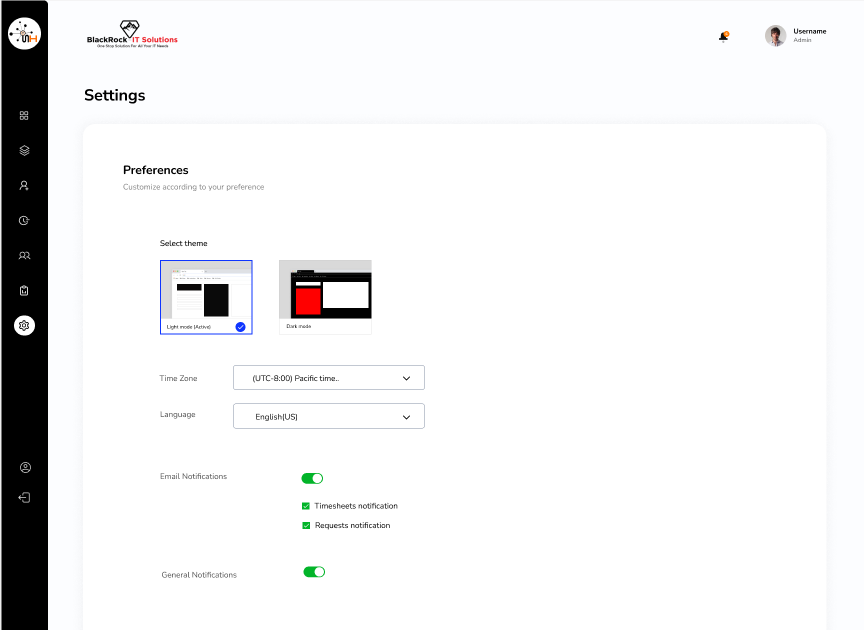 BlackRock IT Solutions
One Stop Solution For All Your IT Needs
Username
Admin
Settings
Preferences
Customize according to your preference
Select theme
Light mode (Active)
Dark mode
Time Zone
(UTC-8:00) Pacific time..
Language
English(US)
Email Notifications
Timesheets notification
Requests notification
General Notifications